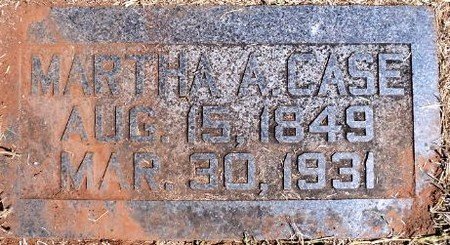 MARTHA A. CASE
AUG. 15, 1849
MAR. 30, 1931